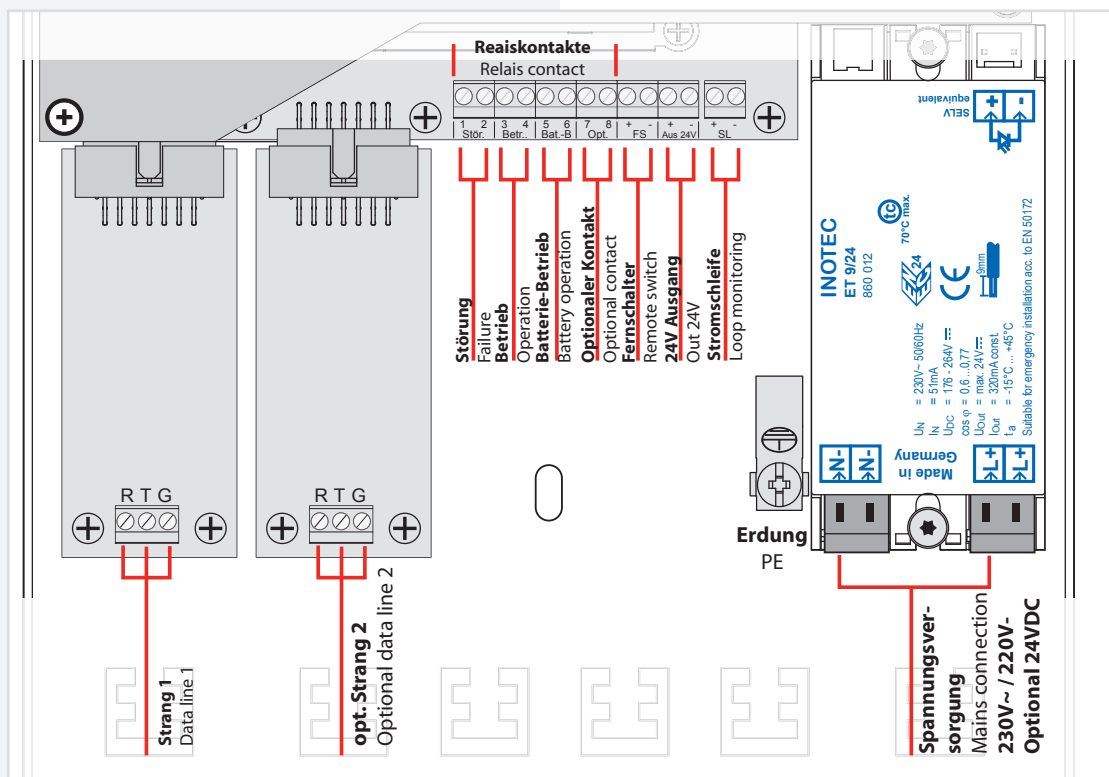 Reaiskontakte
Relais contact
1 2 3 4 5 6 7 8 + - + - + -
Stör. Betr.. Bat.-B Opt. FS Aus 24V SL
Störung
Failure
Betrieb
Operation
Batterie-Betrieb
Battery operation
Optionaler Kontakt
Optional contact
Fernschalter
Remote switch
24V Ausgang
Out 24V
Stromschleife
Loop monitoring
R T G
Strang 1
Data line 1
R T G
opt. Strang 2
Optional data line 2
Erdung
PE
SELV
equivalent
+ -
INOTEC
ET 9/24
860 012
24
tc
70°C max.
CE
9mm
UN = 230V~ 50/60Hz
IN = 51mA
UDC = 176 - 264V
cos φ = 0,6 ...0,77
UOut = max. 24V
IOut = 320mA const.
ta = -15°C ... +45°C
Suitable for emergency installation acc. to EN 50172
N-
N-
Made in
Germany
L+
L+
Spannungsver-
sorgung
Mains connection
230V~ / 220V-
Optional 24VDC